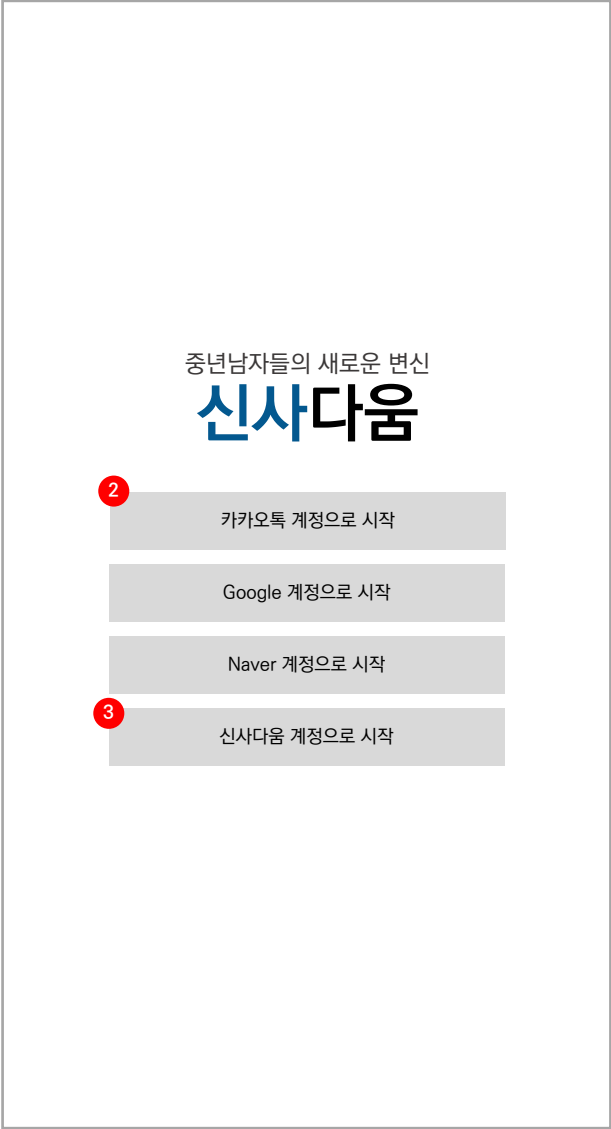 중년남자들의 새로운 변신
신사다움
2
카카오톡 계정으로 시작
Google 계정으로 시작
Naver 계정으로 시작
3
신사다움 계정으로 시작